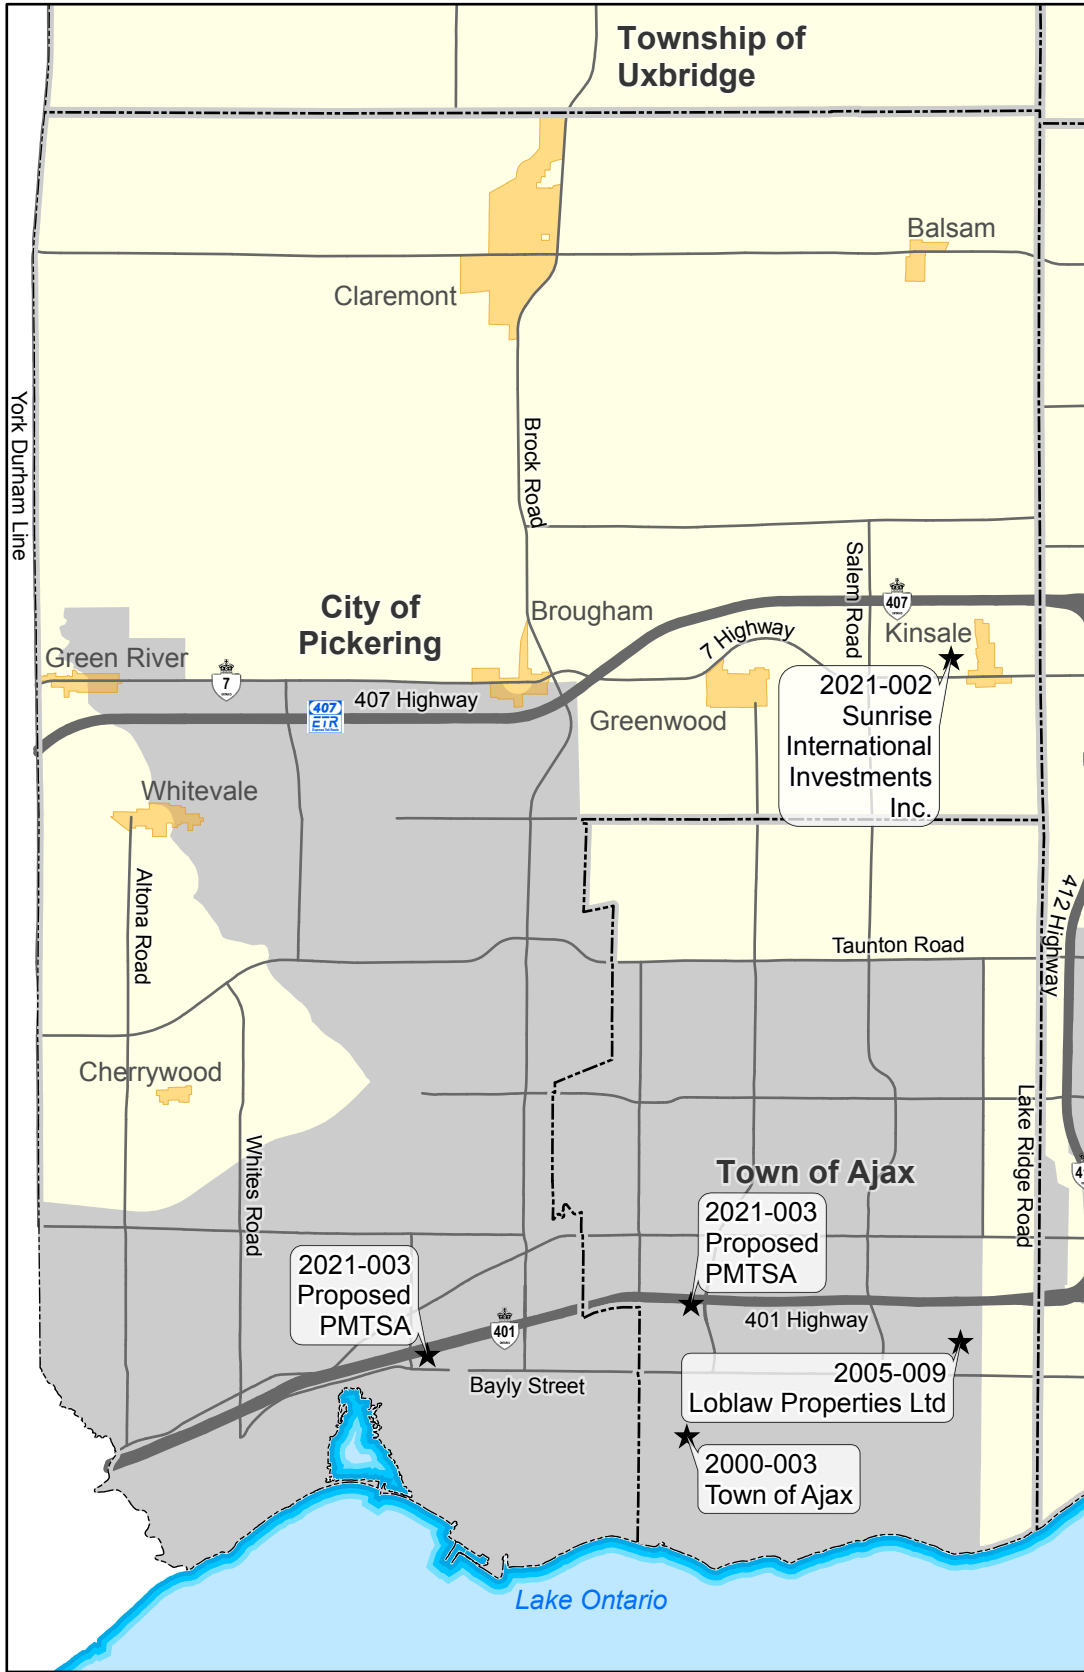 Township of
Uxbridge
Balsam
Claremont
York Durham Line
Brock Road
Salem Road
407
City of
Pickering
Brougham
7 Highway
Kinsale
Green River
7
407 Highway
407
ETR
Greenwood
2021-002
Sunrise
International
Investments
Inc.
Whitevale
Altona Road
412 Highway
Taunton Road
Cherrywood
Whites Road
Lake Ridge Road
Town of Ajax
2021-003
Proposed
PMTSA
2021-003
Proposed
PMTSA
401
401 Highway
Bayly Street
2005-009
Loblaw Properties Ltd
2000-003
Town of Ajax
Lake Ontario